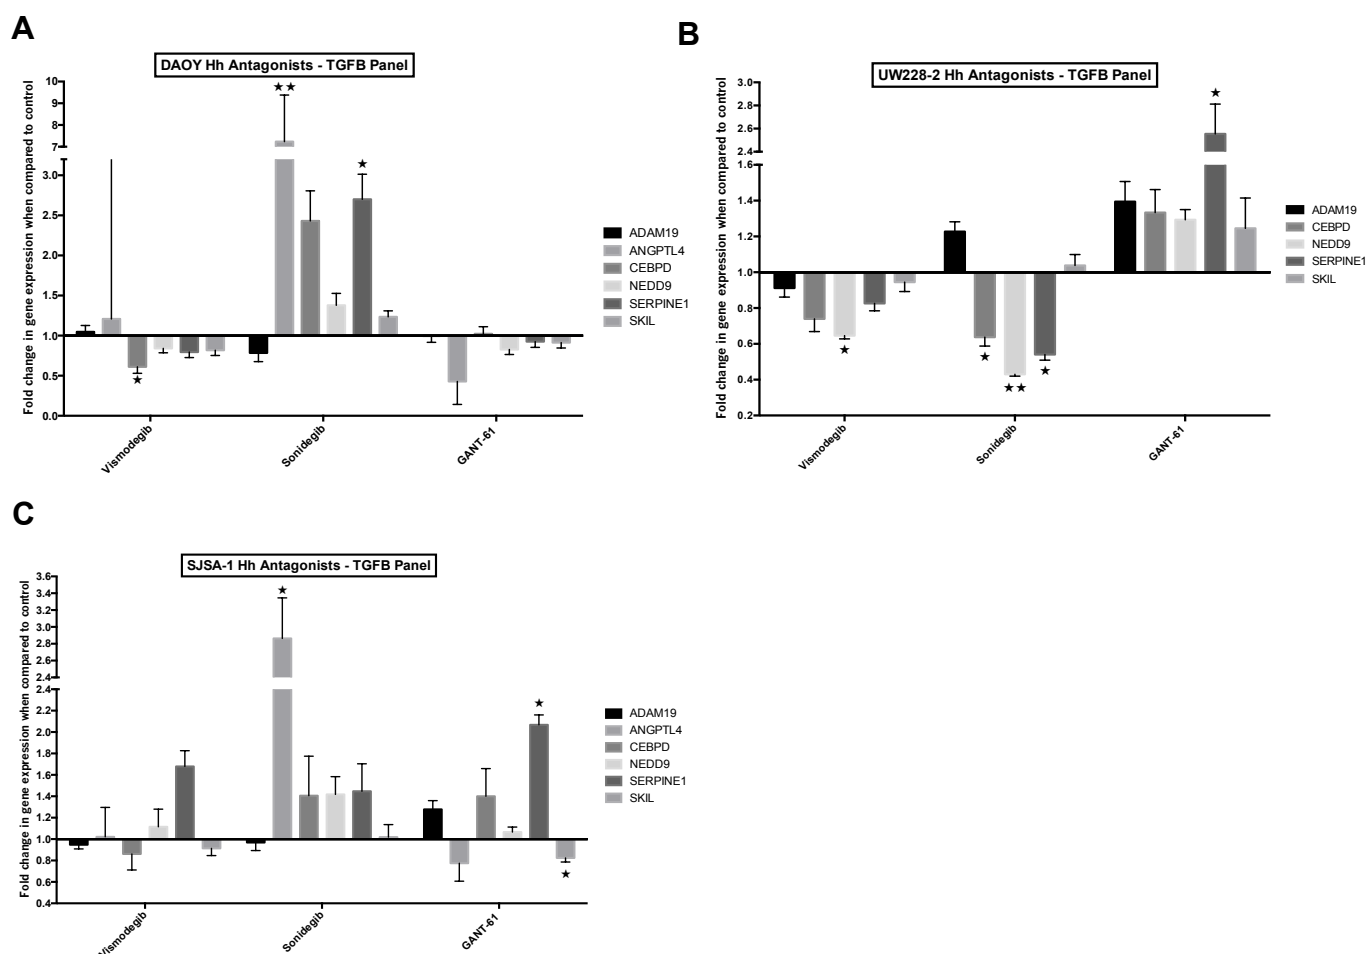 A
DAOY Hh Antagonists - TGFB Panel
Fold change in gene expression when compared to control
10
9
8
7
3.0
2.5
2.0
1.5
1.0
0.5
0.0
★★
★
★
Vismodegib
Sonidegib
GANT-61
ADAM19
ANGPTL4
CEBPD
NEDD9
SERPINE1
SKIL
B
UW228-2 Hh Antagonists - TGFB Panel
Fold change in gene expression when compared to control
3.0
2.8
2.6
2.4
1.6
1.4
1.2
1.0
0.8
0.6
0.4
0.2
★
★
★
★★
★
Vismodegib
Sonidegib
GANT-61
ADAM19
CEBPD
NEDD9
SERPINE1
SKIL
C
SJSA-1 Hh Antagonists - TGFB Panel
Fold change in gene expression when compared to control
3.6
3.4
3.2
3.0
2.8
2.6
2.4
2.4
2.2
2.0
1.8
1.6
1.4
1.2
1.0
0.8
0.6
0.4
★
★
★
Vismodegib
Sonidegib
GANT-61
ADAM19
ANGPTL4
CEBPD
NEDD9
SERPINE1
SKIL